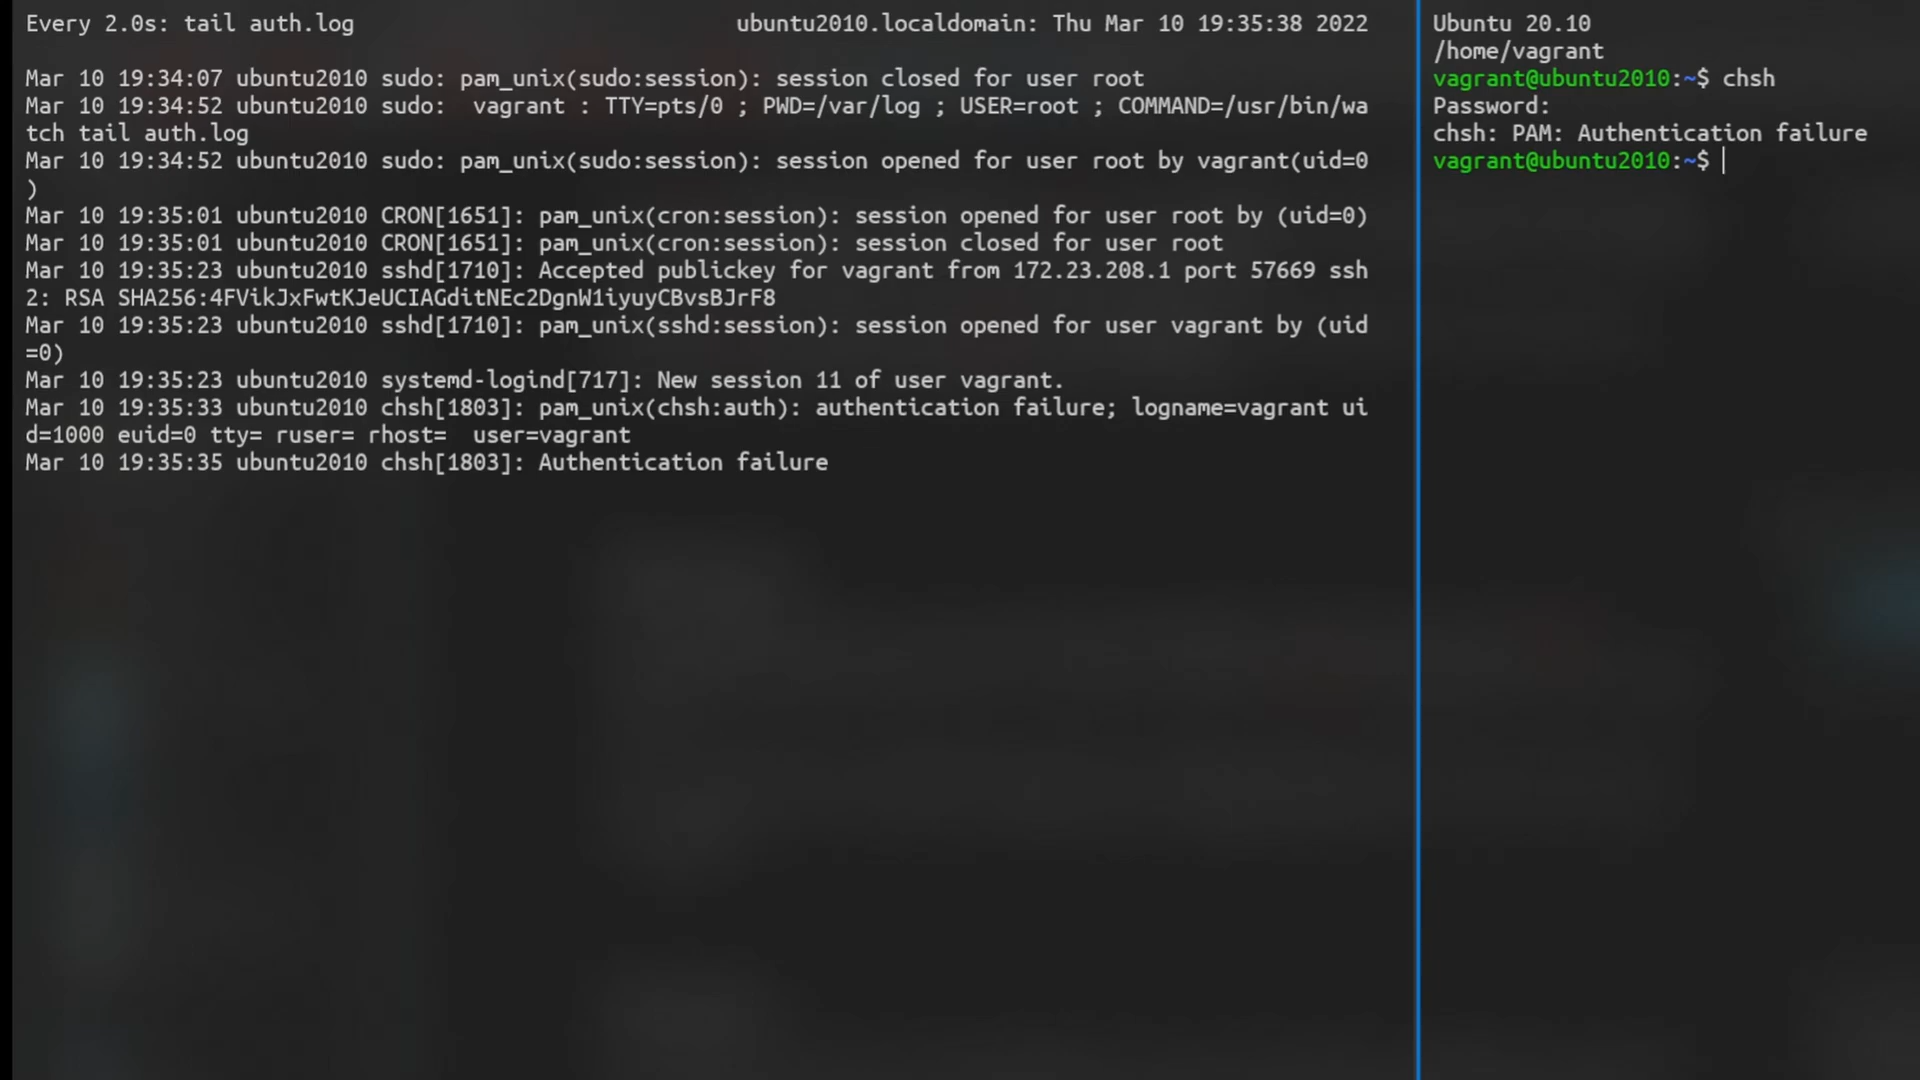 Every 2.0s: tail auth.log ubuntu2010.localdomain: Thu Mar 10 19:35:38 2022
Mar 10 19:34:07 ubuntu2010 sudo: pam_unix(sudo:session): session closed for user root
Mar 10 19:34:52 ubuntu2010 sudo:  vagrant : TTY=pts/0 ; PWD=/var/log ; USER=root ; COMMAND=/usr/bin/wa
tch tail auth.log
Mar 10 19:34:52 ubuntu2010 sudo: pam_unix(sudo:session): session opened for user root by vagrant(uid=0
)
Mar 10 19:35:01 ubuntu2010 CRON[1651]: pam_unix(cron:session): session opened for user root by (uid=0)
Mar 10 19:35:01 ubuntu2010 CRON[1651]: pam_unix(cron:session): session closed for user root
Mar 10 19:35:23 ubuntu2010 sshd[1710]: Accepted publickey for vagrant from 172.23.208.1 port 57669 ssh
2: RSA SHA256:4FVikJxFwtKJeUCIAGditNEc2DgnW1iyuyCBvsBJrF8
Mar 10 19:35:23 ubuntu2010 sshd[1710]: pam_unix(sshd:session): session opened for user vagrant by (uid
=0)
Mar 10 19:35:23 ubuntu2010 systemd-logind[717]: New session 11 of user vagrant.
Mar 10 19:35:33 ubuntu2010 chsh[1803]: pam_unix(chsh:auth): authentication failure; logname=vagrant ui
d=1000 euid=0 tty= ruser= rhost=  user=vagrant
Mar 10 19:35:35 ubuntu2010 chsh[1803]: Authentication failure
Ubuntu 20.10
/home/vagrant
vagrant@ubuntu2010:~$ chsh
Password:
chsh: PAM: Authentication failure
vagrant@ubuntu2010:~$